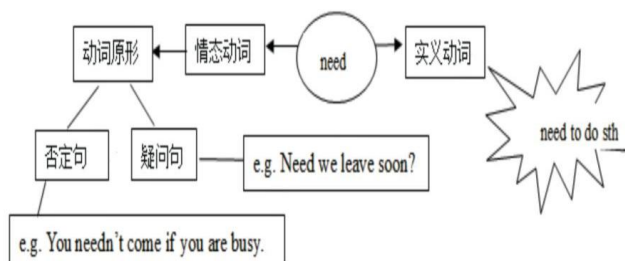 动词原形 情态动词 need 实义动词
need to do sth
否定句 疑问句 e.g. Need we leave soon?
e.g. You needn't come if you are busy.